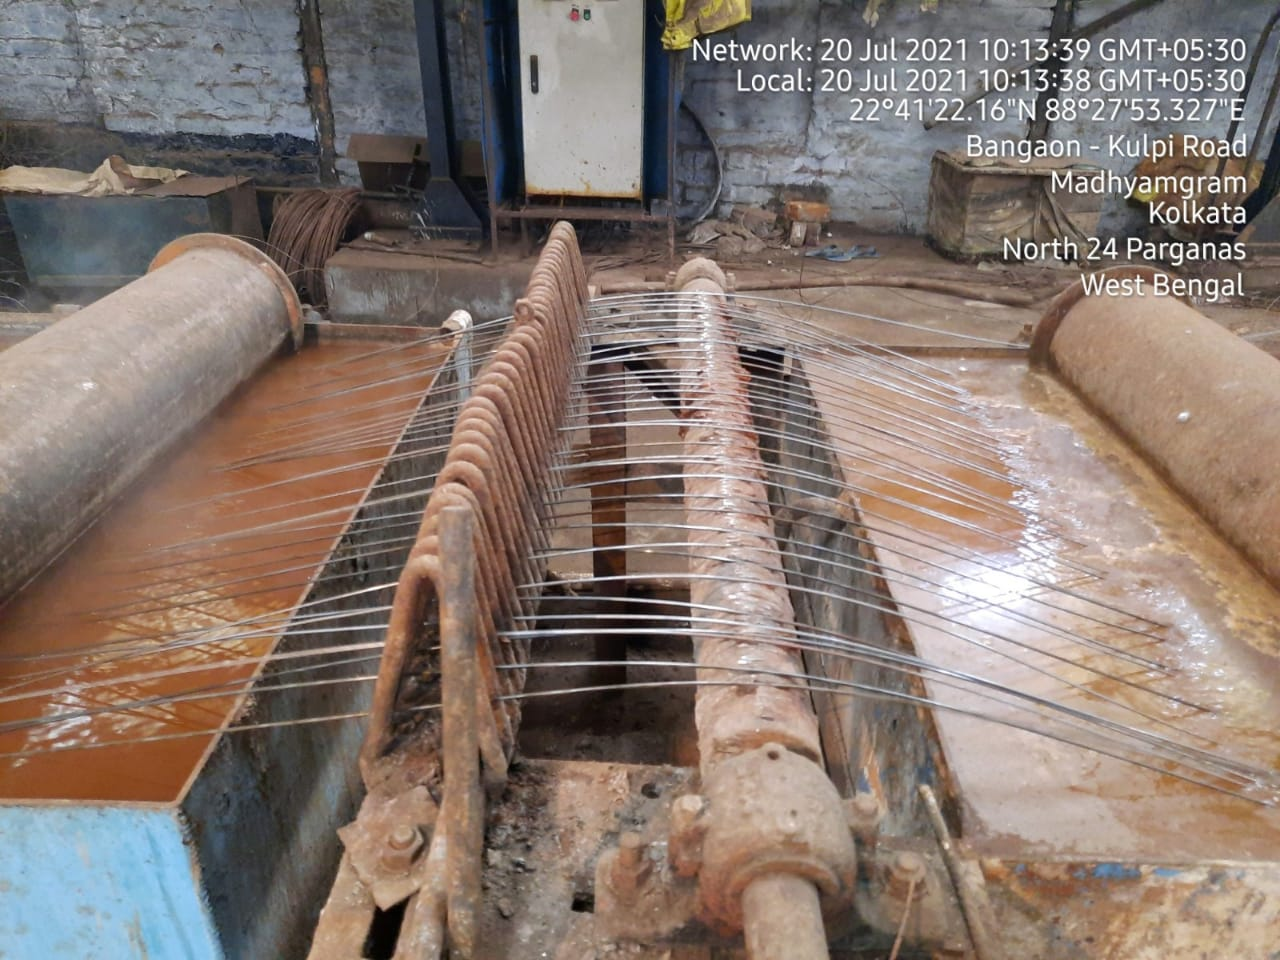 Network: 20 Jul 2021 10:13:39 GMT+05:30
Local: 20 Jul 2021 10:13:38 GMT+05:30
22°41'22.16"N 88°27'53.327"E
Bangaon - Kulpi Road
Madhyamgram
Kolkata
North 24 Parganas
West Bengal